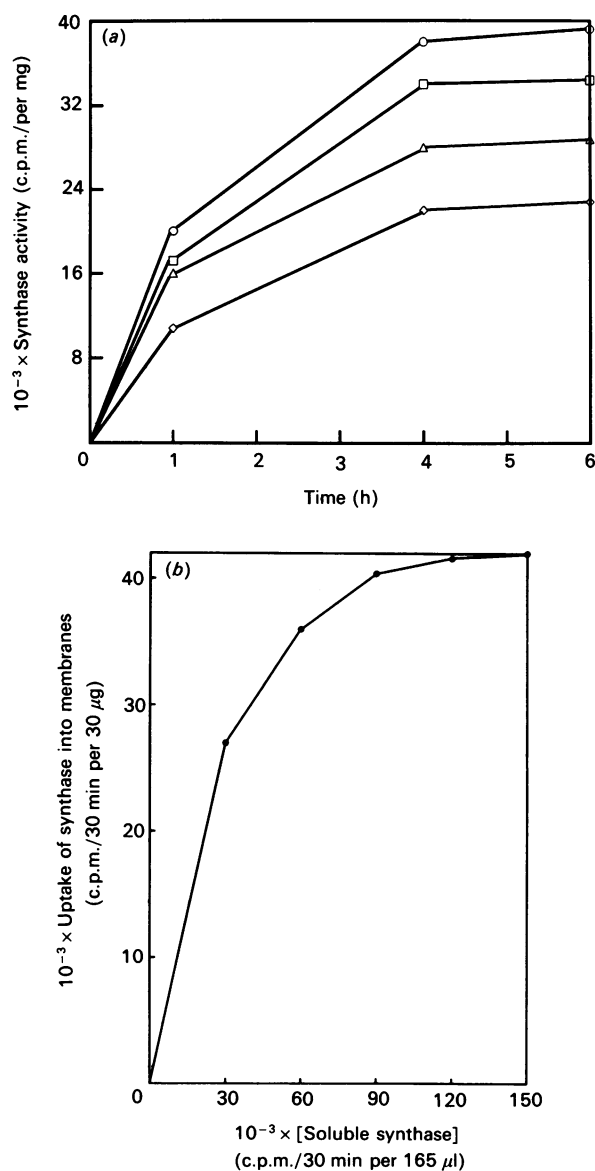 (a)
10⁻³ × Synthase activity (c.p.m./per mg)
40
32
24
16
8
0 1 2 3 4 5 6
Time (h)
(b)
10⁻³ × Uptake of synthase into membranes
(c.p.m./30 min per 30 µg)
40
30
20
10
0 30 60 90 120 150
10⁻³ × [Soluble synthase]
(c.p.m./30 min per 165 µl)